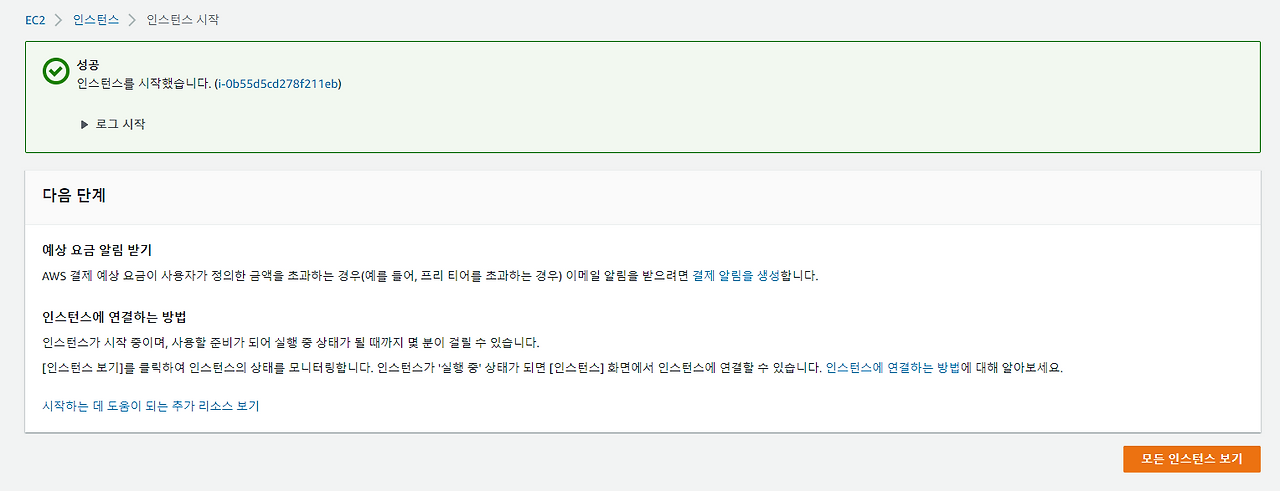 EC2 > 인스턴스 > 인스턴스 시작
성공
인스턴스를 시작했습니다. (i-0b55d5cd278f211eb)
로그 시작
다음 단계
예상 요금 알림 받기
AWS 결제 예상 요금이 사용자가 정의한 금액을 초과하는 경우(예를 들어, 프리 티어를 초과하는 경우) 이메일 알림을 받으려면 결제 알림을 생성합니다.
인스턴스에 연결하는 방법
인스턴스가 시작 중이며, 사용할 준비가 되어 실행 중 상태가 될 때까지 몇 분이 걸릴 수 있습니다.
[인스턴스 보기]를 클릭하여 인스턴스의 상태를 모니터링합니다. 인스턴스가 '실행 중' 상태가 되면 [인스턴스] 화면에서 인스턴스에 연결할 수 있습니다. 인스턴스에 연결하는 방법에 대해 알아보세요.
시작하는 데 도움이 되는 추가 리소스 보기
모든 인스턴스 보기